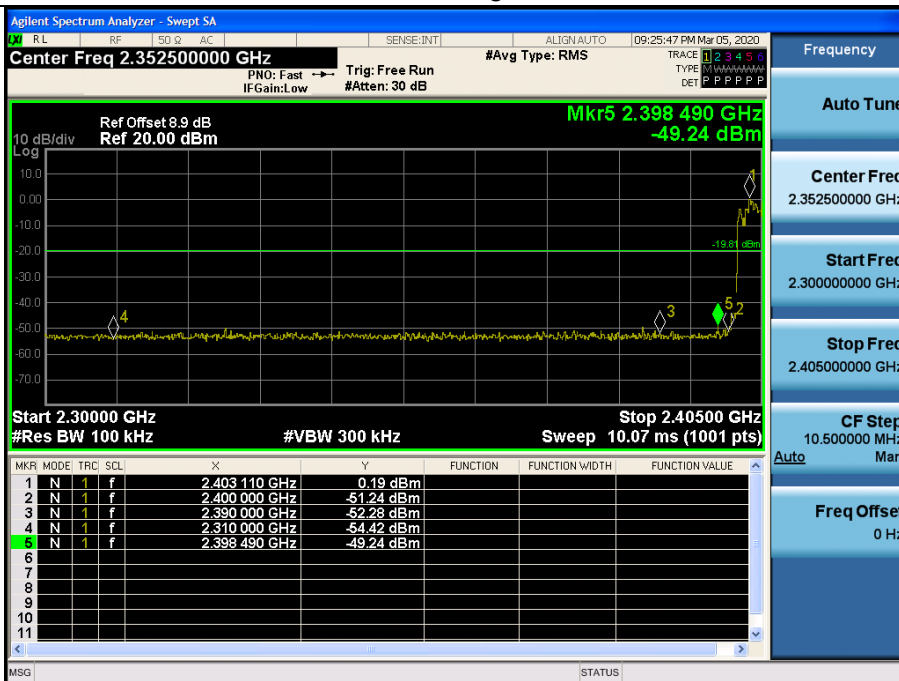 Agilent Spectrum Analyzer - Swept SA
LXI RL RF 50 Ω AC SENSE:INT ALIGN AUTO 09:25:47 PM Mar 05, 2020
Center Freq 2.352500000 GHz #Avg Type: RMS TRACE 1 2 3 4 5 6
PNO: Fast Trig: Free Run TYPE M WWWWW
IFGain:Low #Atten: 30 dB DET P P P P P P
Mkr5 2.398 490 GHz
Ref Offset 8.9 dB
-49.24 dBm
10 dB/div Ref 20.00 dBm
Log
10.0
0.00
-10.0
-20.0
-30.0
-40.0
-50.0
-60.0
-70.0
1
-19.81 dBm
4 3 5 2
Start 2.30000 GHz Stop 2.40500 GHz
#Res BW 100 kHz #VBW 300 kHz Sweep 10.07 ms (1001 pts)
MKR MODE TRC SCL X Y FUNCTION FUNCTION WIDTH FUNCTION VALUE
1 N 1 f 2.403 110 GHz 0.19 dBm
2 N 1 f 2.400 000 GHz -51.24 dBm
3 N 1 f 2.390 000 GHz -52.28 dBm
4 N 1 f 2.310 000 GHz -54.42 dBm
5 N 1 f 2.398 490 GHz -49.24 dBm
6
7
8
9
10
11
MSG STATUS
Frequency
Auto Tune
Center Freq
2.352500000 GHz
Start Freq
2.300000000 GHz
Stop Freq
2.405000000 GHz
CF Step
10.500000 MHz
Auto Man
Freq Offset
0 Hz